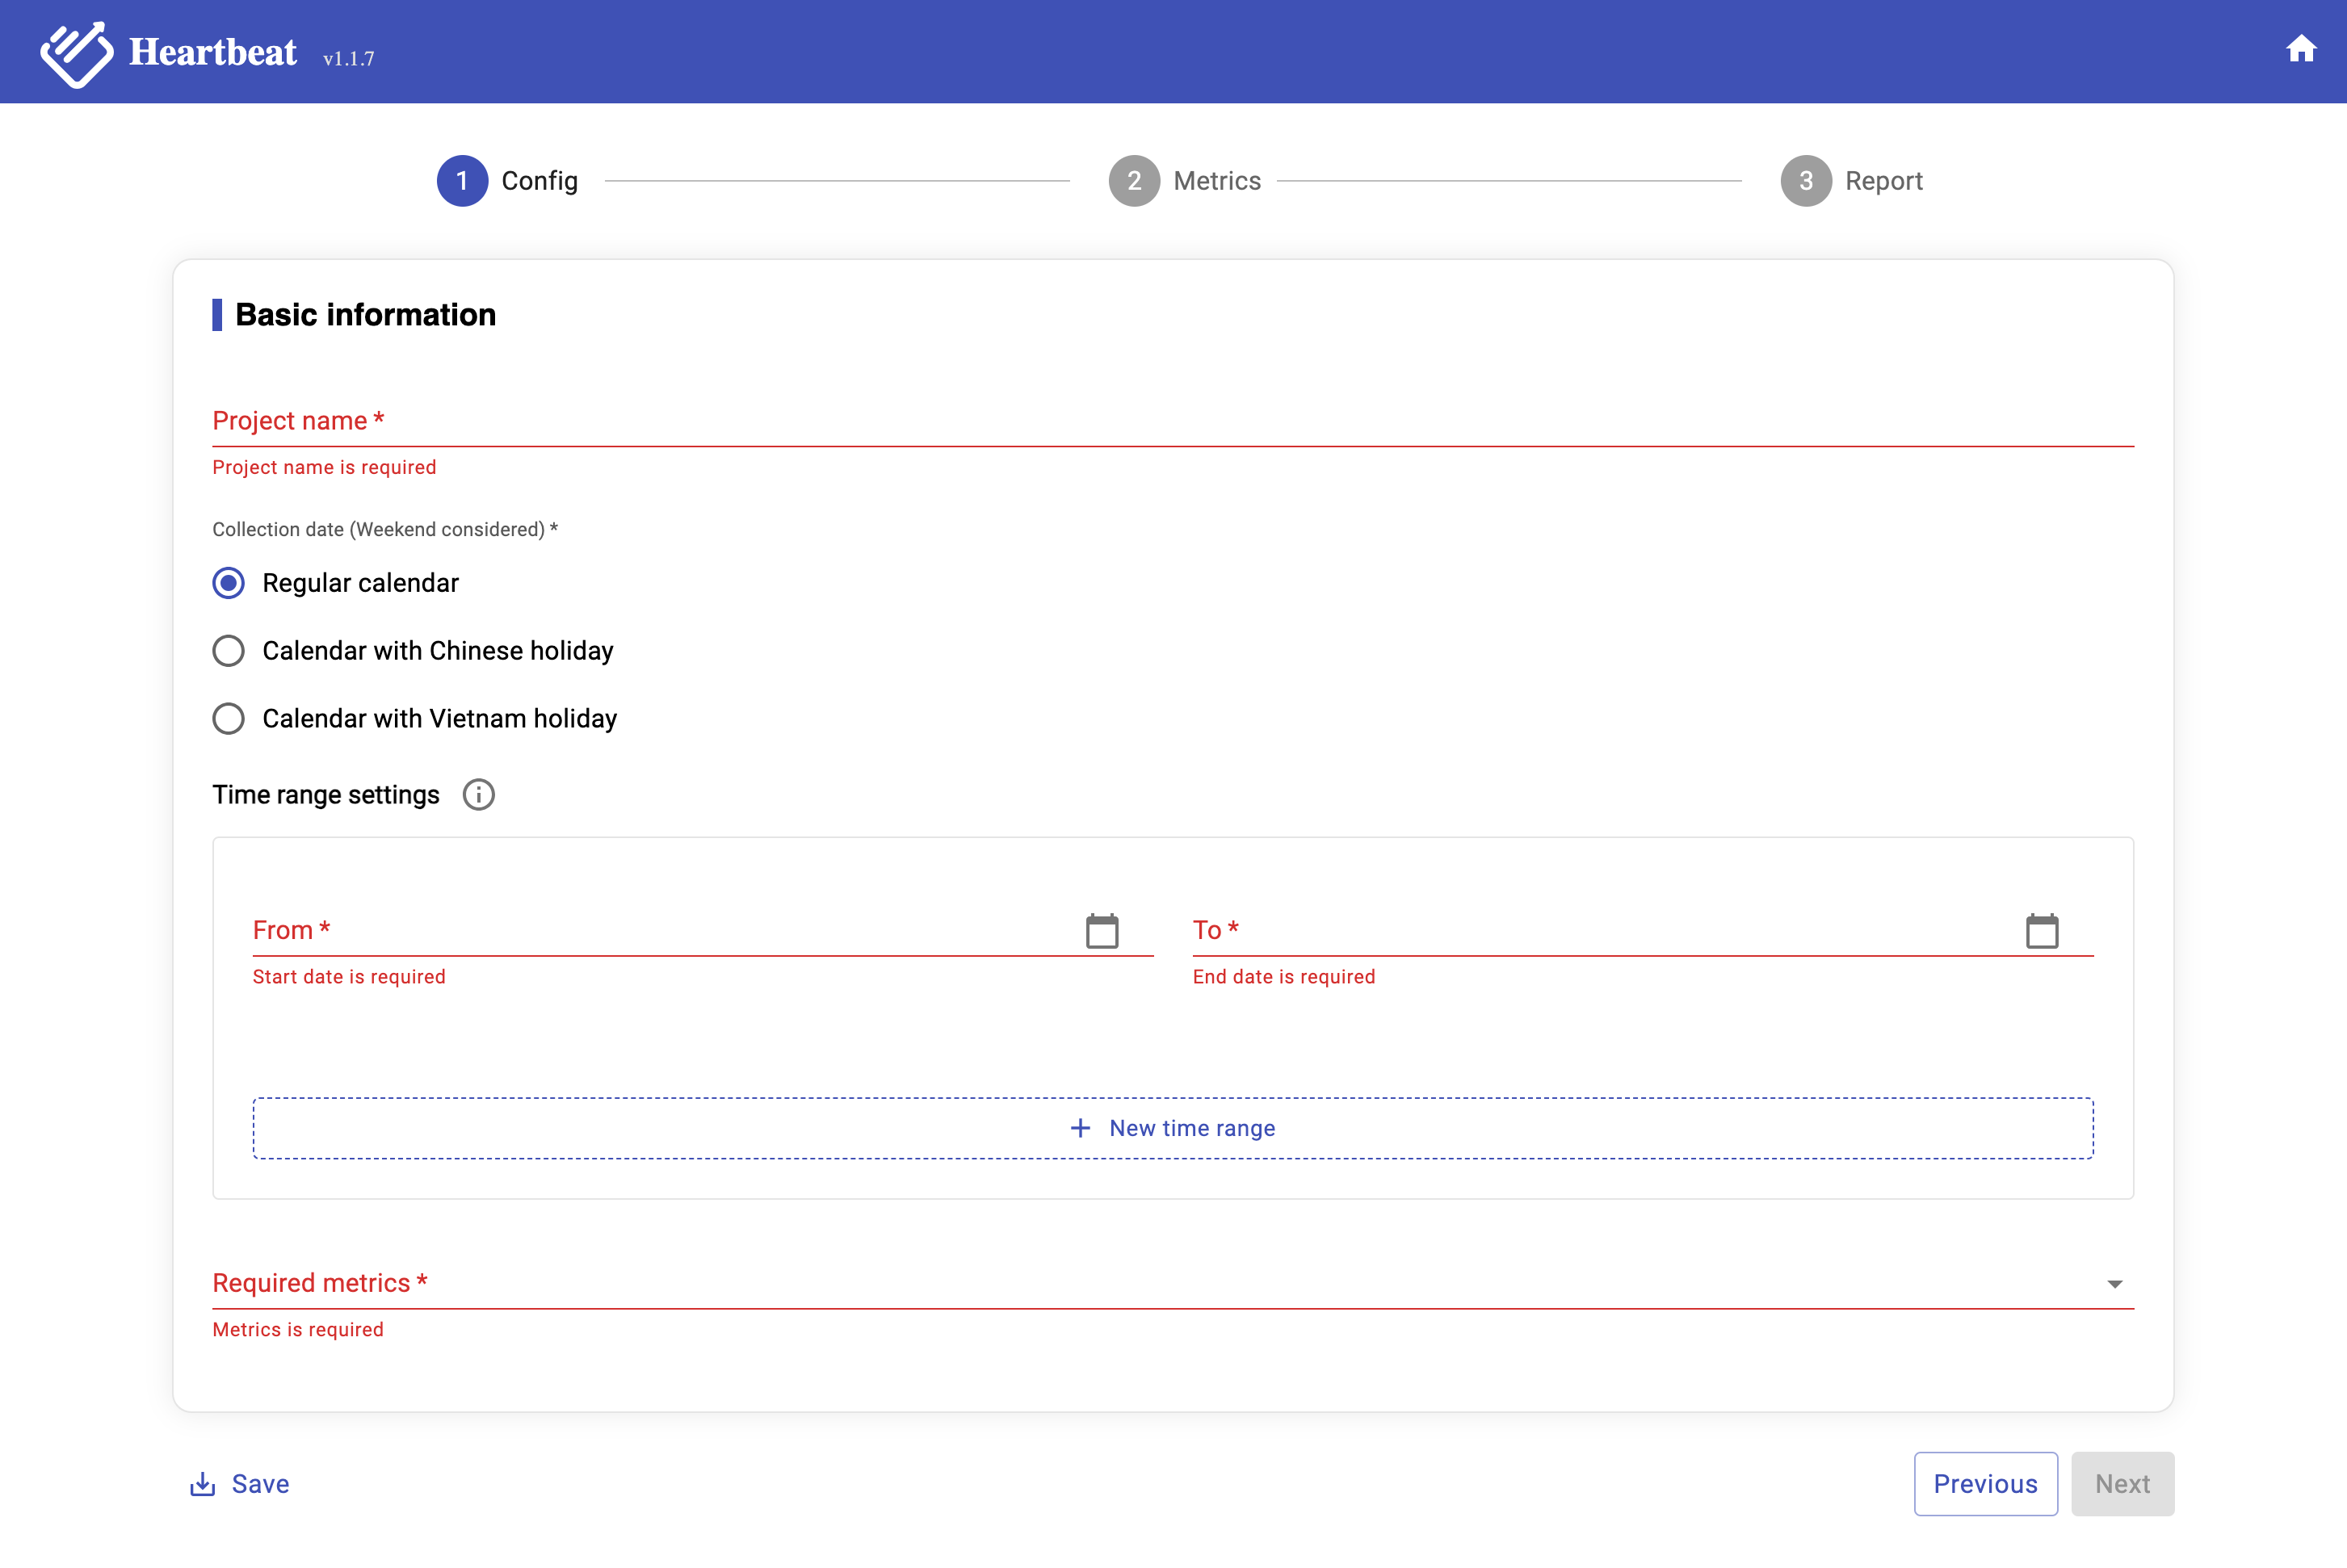 Heartbeat v1.1.7
1 Config 2 Metrics 3 Report
Basic information
Project name *
Project name is required
Collection date (Weekend considered) *
Regular calendar
Calendar with Chinese holiday
Calendar with Vietnam holiday
Time range settings
From * To *
Start date is required End date is required
+ New time range
Required metrics *
Metrics is required
Save Previous Next